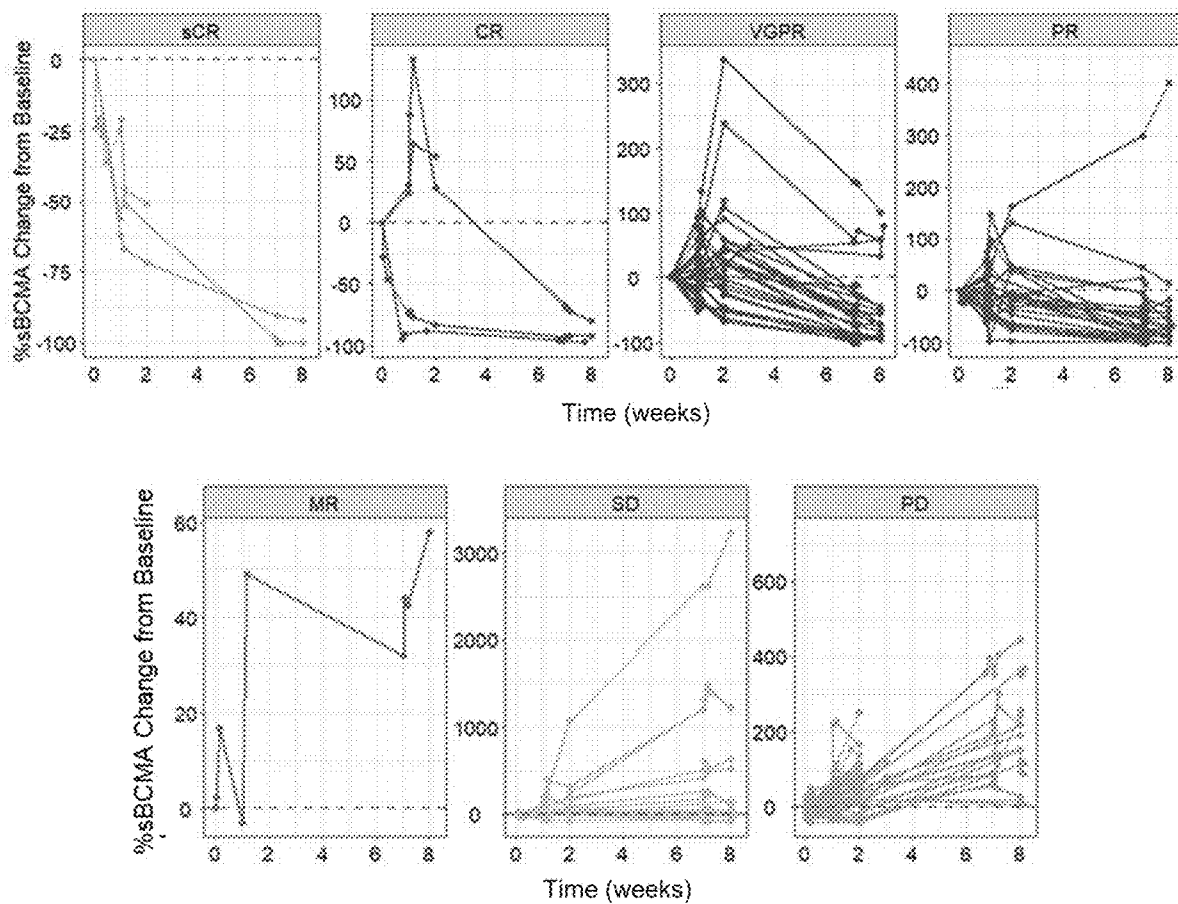 sCR CR VGPR PR
%sBCMA Change from Baseline
0 -25 -50 -75 -100
100 50 0 -50 -100
300 200 100 0 -100
400 300 200 100 0 -100
0 2 4 6 8 0 2 4 6 8 0 2 4 6 8 0 2 4 6 8
Time (weeks)
MR SD PD
%sBCMA Change from Baseline
60 40 20 0
3000 2000 1000 0
600 400 200 0
0 2 4 6 8 0 2 4 6 8 0 2 4 6 8
Time (weeks)